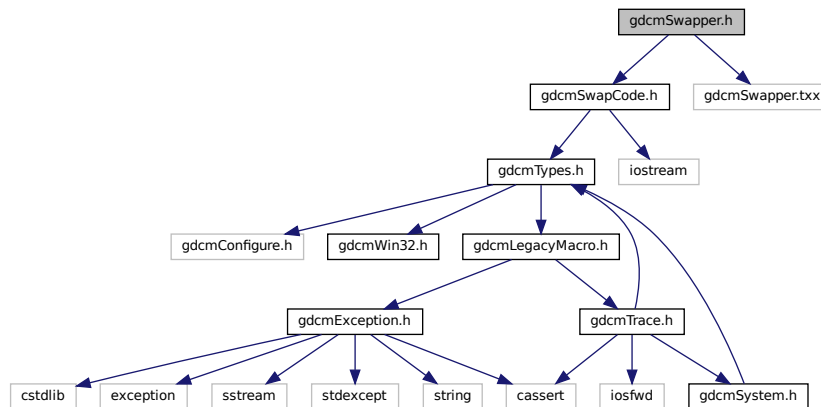 gdcmSwapper.h
gdcmSwapCode.h
gdcmSwapper.txx
gdcmTypes.h
iostream
gdcmConfigure.h
gdcmWin32.h
gdcmLegacyMacro.h
gdcmException.h
gdcmTrace.h
cstdlib
exception
sstream
stdexcept
string
cassert
iosfwd
gdcmSystem.h